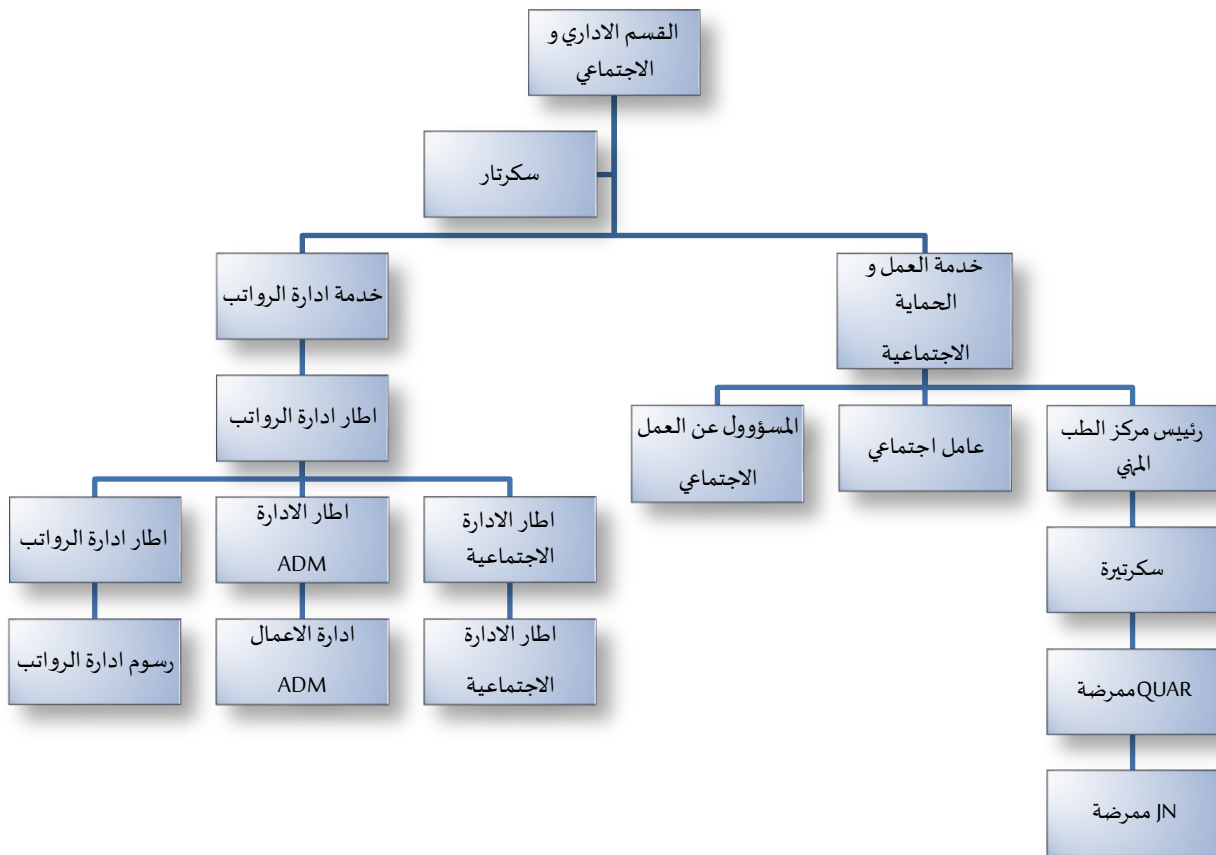 القسم الاداري و
الاجتماعي
سكرتار
خدمة العمل و
الحماية
الاجتماعية
خدمة ادارة الرواتب
اطار ادارة الرواتب
رئييس مركز الطب
المهني
عامل اجتماعي
المسؤوول عن العمل
الاجتماعي
اطار الادارة
الاجتماعية
اطار الادارة
ADM
اطار ادارة الرواتب
سكرتيرة
اطار الادارة
الاجتماعية
ادارة الاعمال
ADM
رسوم ادارة الرواتب
QUARممرضة
JN ممرضة